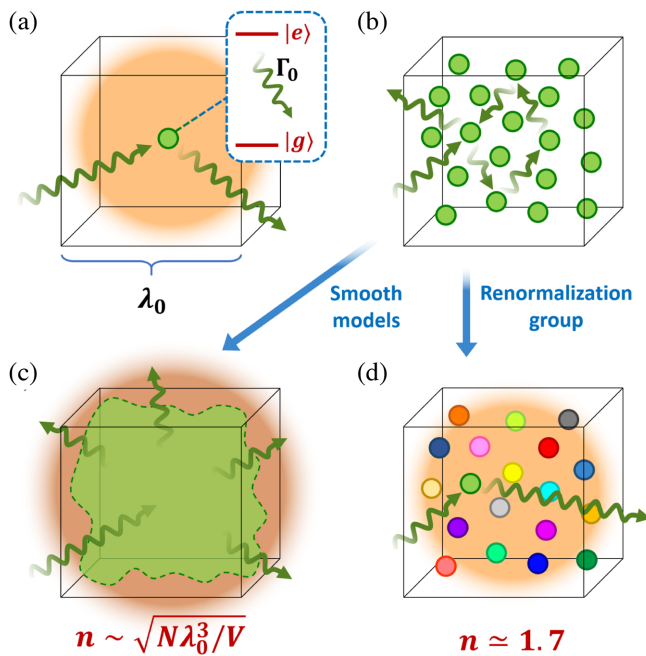 (a)
|e⟩
Γ₀
|g⟩
λ₀
(b)
Smooth
models
Renormalization
group
(c)
n ~ √(Nλ₀³/V)
(d)
n ≃ 1.7